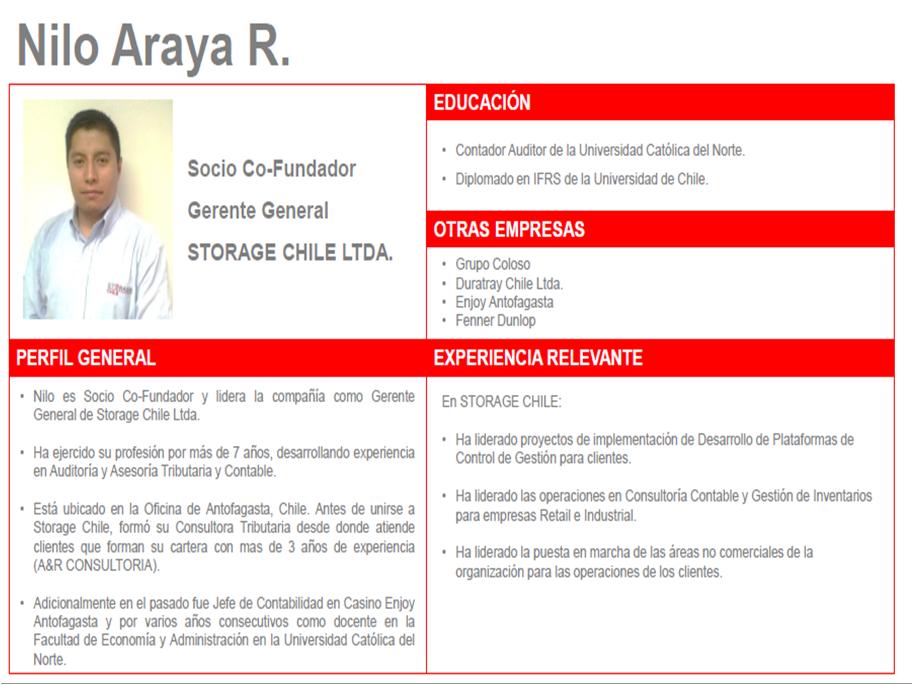 Nilo Araya R.
Socio Co-Fundador
Gerente General
STORAGE CHILE LTDA.
EDUCACIÓN
• Contador Auditor de la Universidad Católica del Norte.
• Diplomado en IFRS de la Universidad de Chile.
OTRAS EMPRESAS
• Grupo Coloso
• Duratray Chile Ltda.
• Enjoy Antofagasta
• Fenner Dunlop
PERFIL GENERAL
• Nilo es Socio Co-Fundador y lidera la compañía como Gerente
General de Storage Chile Ltda.
• Ha ejercido su profesión por más de 7 años, desarrollando experiencia
en Auditoría y Asesoría Tributaria y Contable.
• Está ubicado en la Oficina de Antofagasta, Chile. Antes de unirse a
Storage Chile, formó su Consultora Tributaria desde donde atiende
clientes que forman su cartera con mas de 3 años de experiencia
(A&R CONSULTORIA).
• Adicionalmente en el pasado fue Jefe de Contabilidad en Casino Enjoy
Antofagasta y por varios años consecutivos como docente en la
Facultad de Economía y Administración en la Universidad Católica del
Norte.
EXPERIENCIA RELEVANTE
En STORAGE CHILE:
• Ha liderado proyectos de implementación de Desarrollo de Plataformas de
Control de Gestión para clientes.
• Ha liderado las operaciones en Consultoría Contable y Gestión de Inventarios
para empresas Retail e Industrial.
• Ha liderado la puesta en marcha de las áreas no comerciales de la
organización para las operaciones de los clientes.